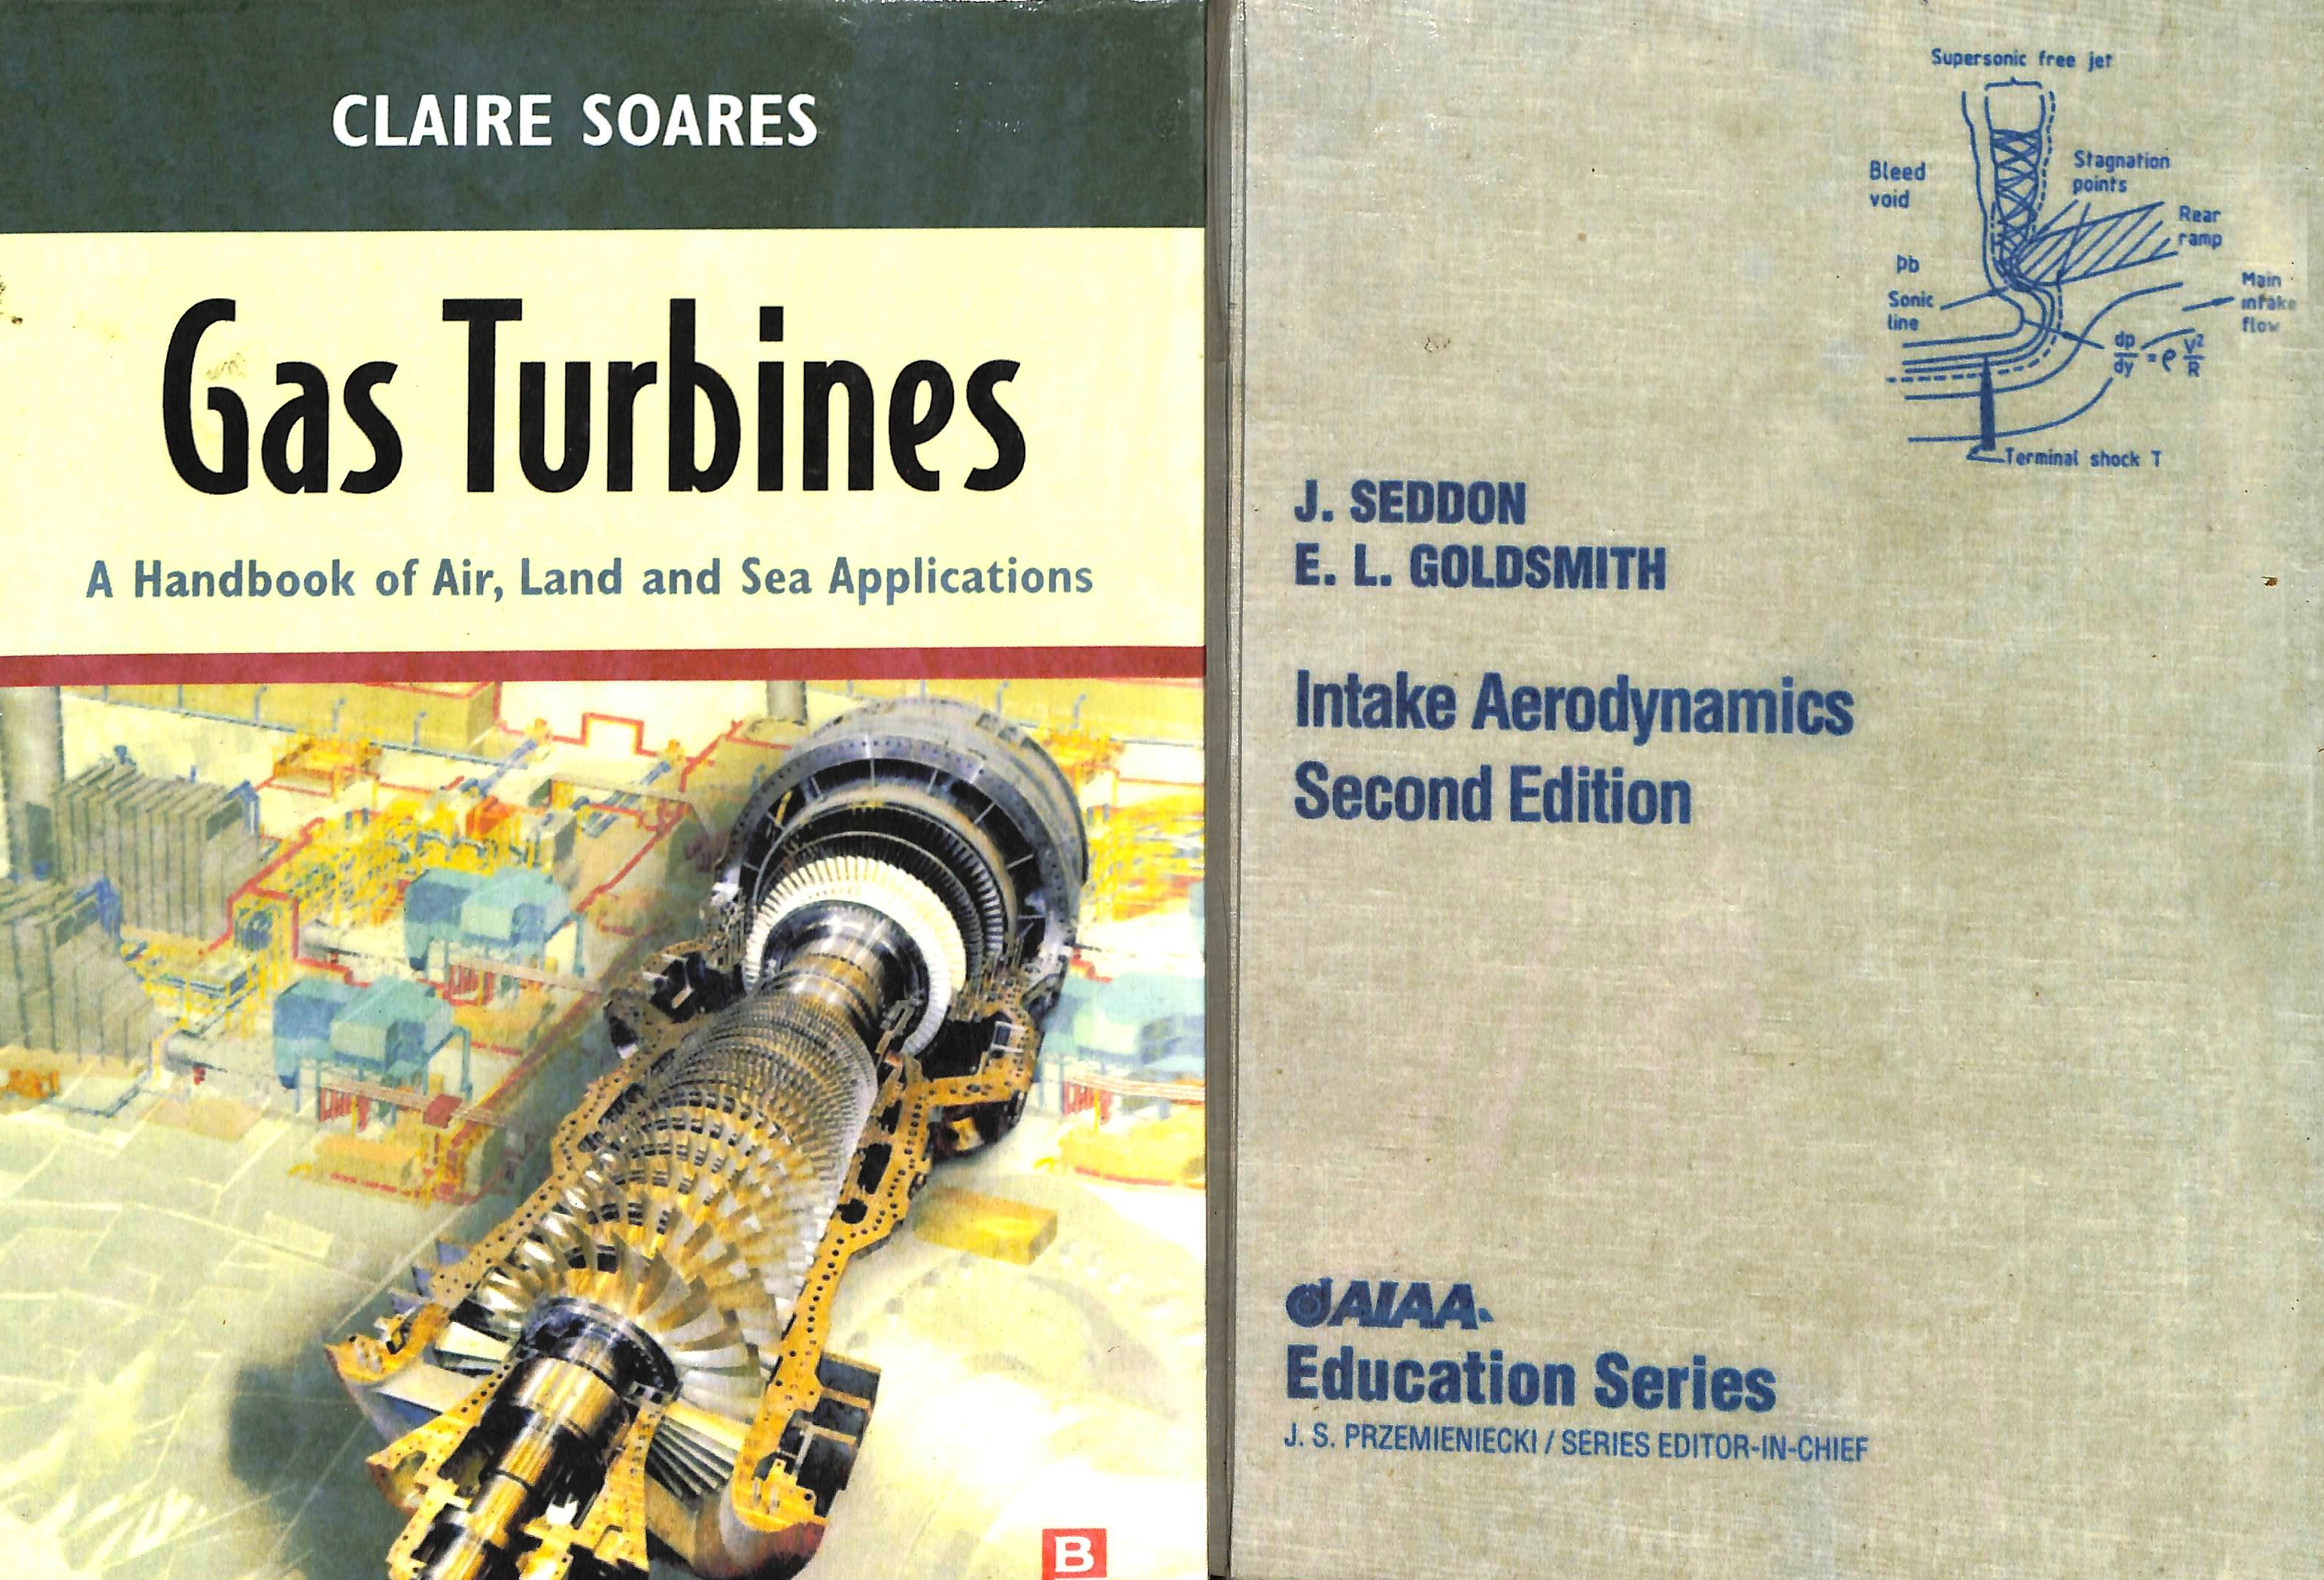 CLAIRE SOARES
Gas Turbines
A Handbook of Air, Land and Sea Applications
B
Supersonic free jet
Bleed
void
Stagnation
points
Rear
ramp
pb
Sonic
line
Main
intake
flow
dp/dy = ρ V²/R
Terminal shock T
J. SEDDON
E. L. GOLDSMITH
Intake Aerodynamics
Second Edition
AIAA
Education Series
J. S. PRZEMIENIECKI / SERIES EDITOR-IN-CHIEF